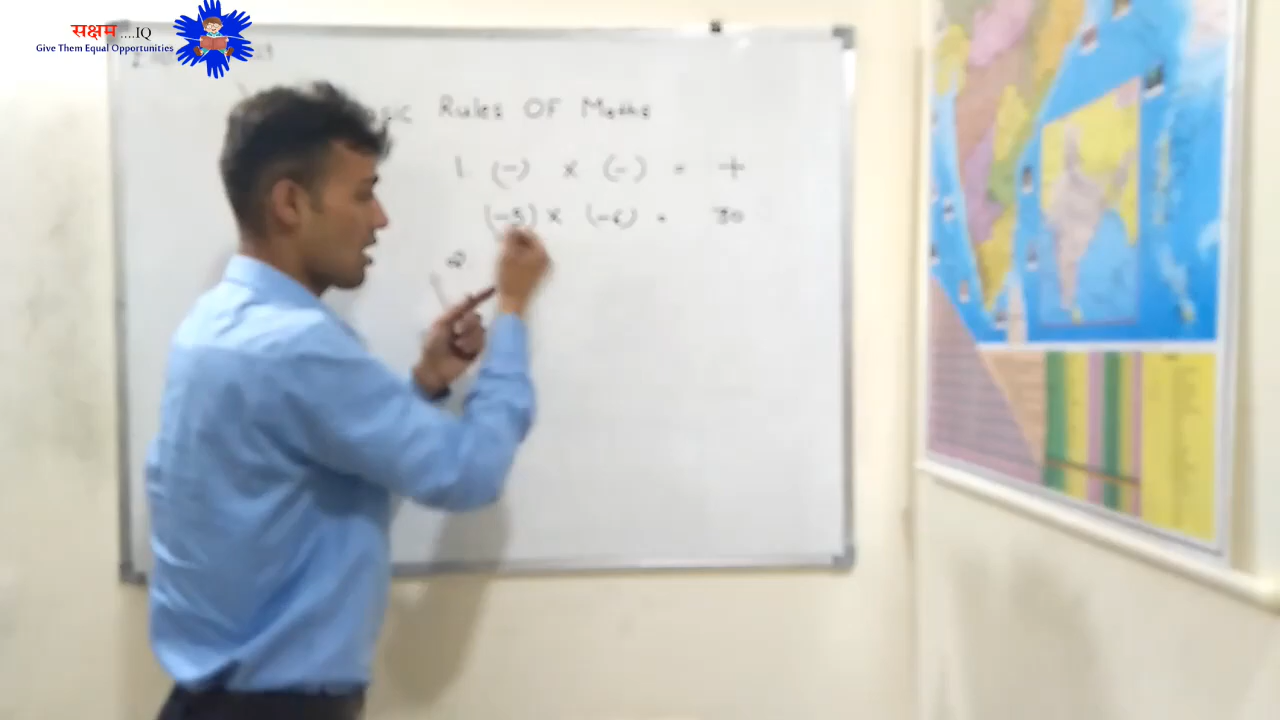 सक्षम ....IQ
Give Them Equal Opportunities
Rules OF Maths
1 (-) x (-) = +
(-5) x (-6) = 30
2